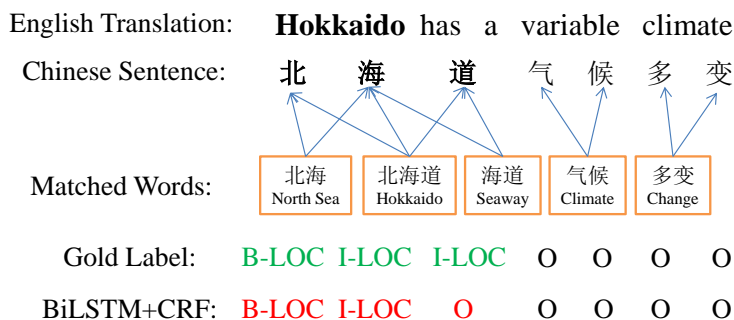 English Translation: Hokkaido has a variable climate
Chinese Sentence: 北 海 道 气 候 多 变
Matched Words: 北海 北海道 海道 气候 多变
North Sea Hokkaido Seaway Climate Change
Gold Label: B-LOC I-LOC I-LOC O O O O
BiLSTM+CRF: B-LOC I-LOC O O O O O